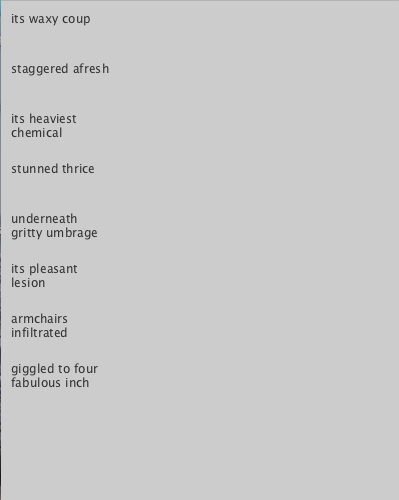 its waxy coup
staggered afresh
its heaviest
chemical
stunned thrice
underneath
gritty umbrage
its pleasant
lesion
armchairs
infiltrated
giggled to four
fabulous inch